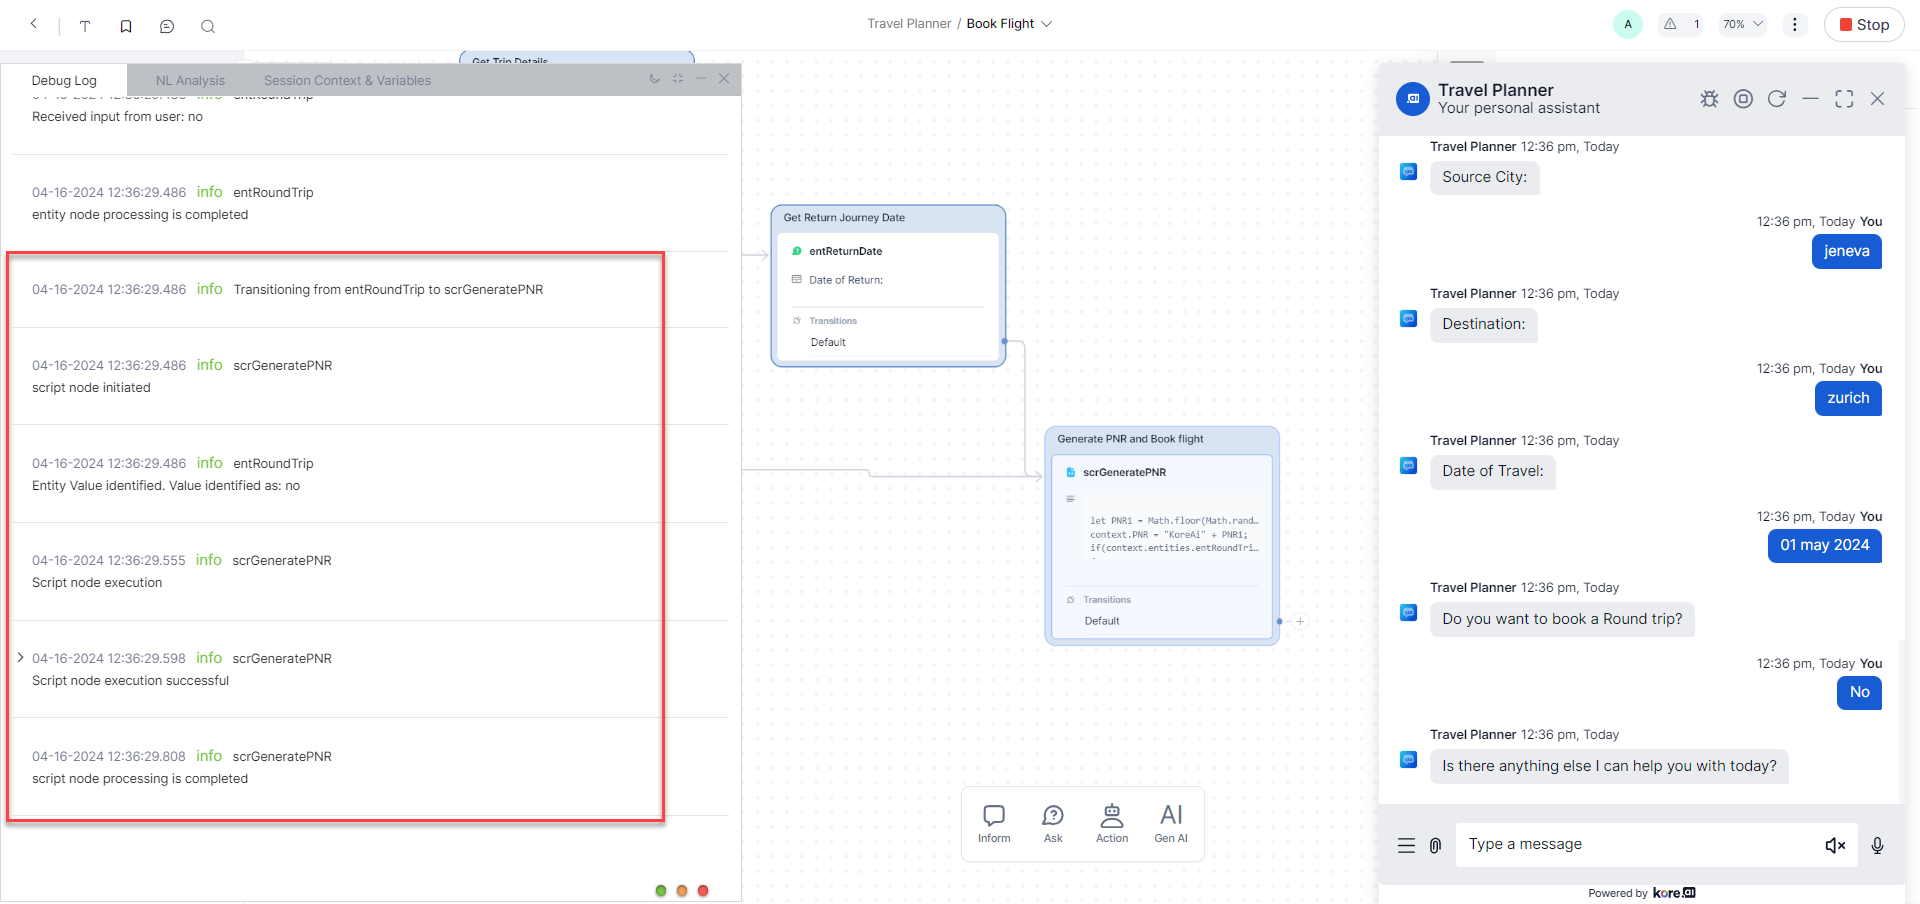 T
Travel Planner / Book Flight
A
1
70%
Stop
Get Trip Details
Debug Log
NL Analysis
Session Context & Variables
04-16-2024 12:36:29.486 info entRoundTrip
Received input from user: no
04-16-2024 12:36:29.486 info entRoundTrip
entity node processing is completed
04-16-2024 12:36:29.486 info Transitioning from entRoundTrip to scrGeneratePNR
04-16-2024 12:36:29.486 info scrGeneratePNR
script node initiated
04-16-2024 12:36:29.486 info entRoundTrip
Entity Value identified. Value identified as: no
04-16-2024 12:36:29.555 info scrGeneratePNR
Script node execution
04-16-2024 12:36:29.598 info scrGeneratePNR
Script node execution successful
04-16-2024 12:36:29.808 info scrGeneratePNR
script node processing is completed
Get Return Journey Date
entReturnDate
Date of Return:
Transitions
Default
Generate PNR and Book flight
scrGeneratePNR
let PNR1 = Math.floor(Math.rand…
context.PNR = "KoreAi" + PNR1;
if(context.entities.entRoundTri…
Transitions
Default
Inform
Ask
Action
AI
Gen AI
.ai
Travel Planner
Your personal assistant
Travel Planner 12:36 pm, Today
Source City:
12:36 pm, Today You
jeneva
Travel Planner 12:36 pm, Today
Destination:
12:36 pm, Today You
zurich
Travel Planner 12:36 pm, Today
Date of Travel:
12:36 pm, Today You
01 may 2024
Travel Planner 12:36 pm, Today
Do you want to book a Round trip?
12:36 pm, Today You
No
Travel Planner 12:36 pm, Today
Is there anything else I can help you with today?
Type a message
Powered by kore.ai